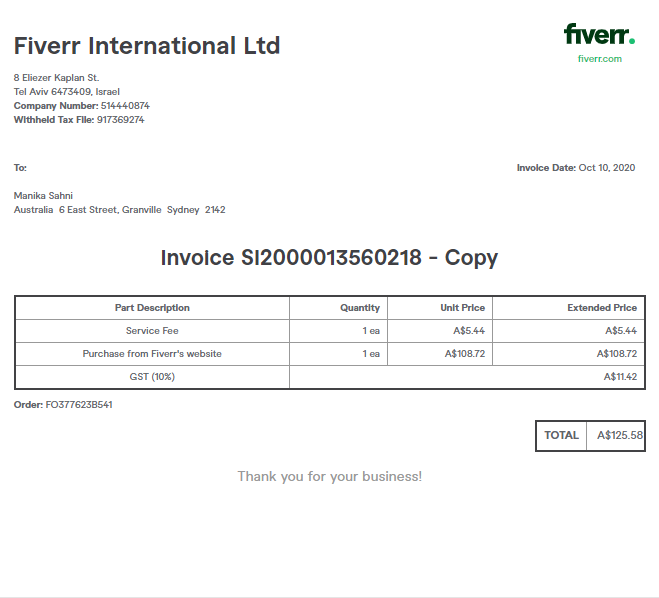 Fiverr International Ltd
fiverr.
fiverr.com
8 Eliezer Kaplan St.
Tel Aviv 6473409, Israel
Company Number: 514440874
Withheld Tax File: 917369274
To:
Invoice Date: Oct 10, 2020
Manika Sahni
Australia 6 East Street, Granville Sydney 2142
Invoice SI2000013560218 - Copy
Part Description Quantity Unit Price Extended Price
Service Fee 1 ea A$5.44 A$5.44
Purchase from Fiverr's website 1 ea A$108.72 A$108.72
GST (10%) A$11.42
Order: FO377623B541
TOTAL A$125.58
Thank you for your business!